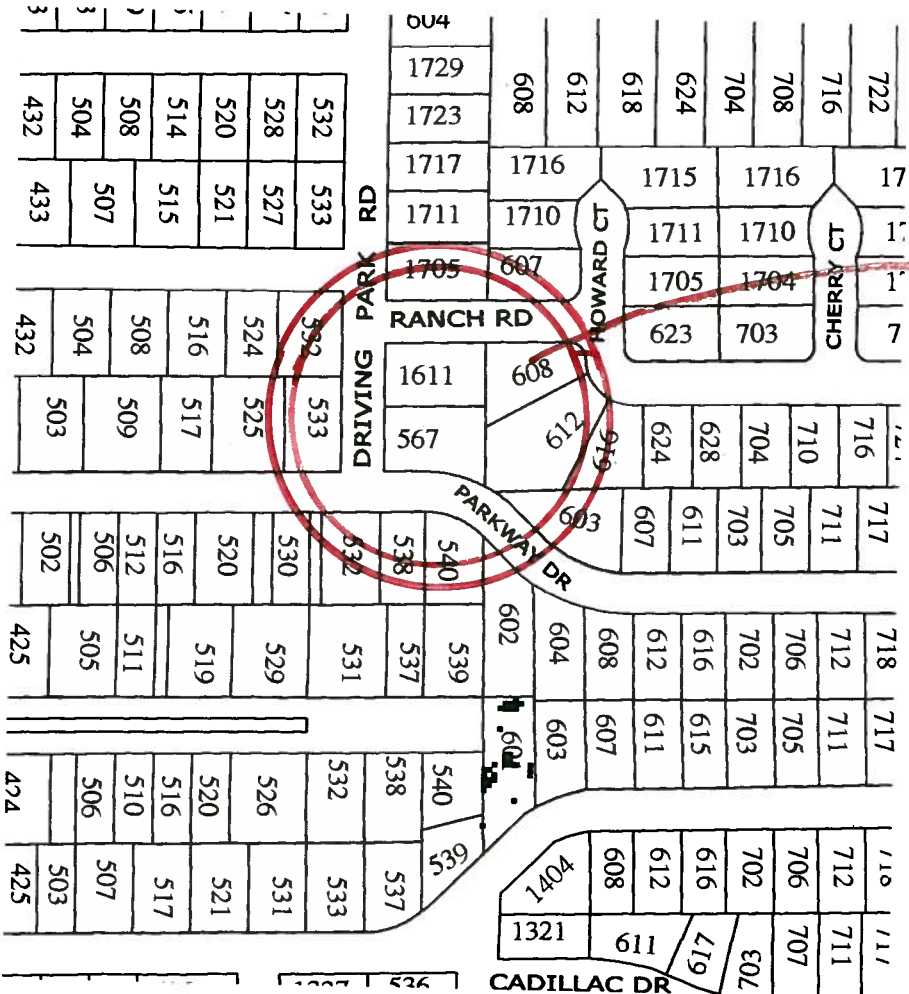 604
1729
608 612 618 624 704 708 716 722
1723
432 504 508 514 520 528 532
1717
1716 1715 1716 17
433 507 515 521 527 533
1711
1710
1711 1710
HOWARD CT
CHERRY CT
1705 607
1705 1704
DRIVING PARK RD
RANCH RD
623 703 7
432 504 508 516 524 532
1611 608
503 509 517 525 533
567 612 616 624 628 704 710 716
PARKWAY DR
603 607 611 703 705 711 717
502 506 512 516 520 530 532 538 540
602 604 608 612 616 702 706 712 718
425 505 511 519 529 531 537 539
603 607 611 615 703 705 711 717
424 506 510 516 520 526 532 538 540
539
1404 608 612 616 702 706 712
425 503 507 517 521 531 533 537
1321 611 617 703 707 711
536
CADILLAC DR